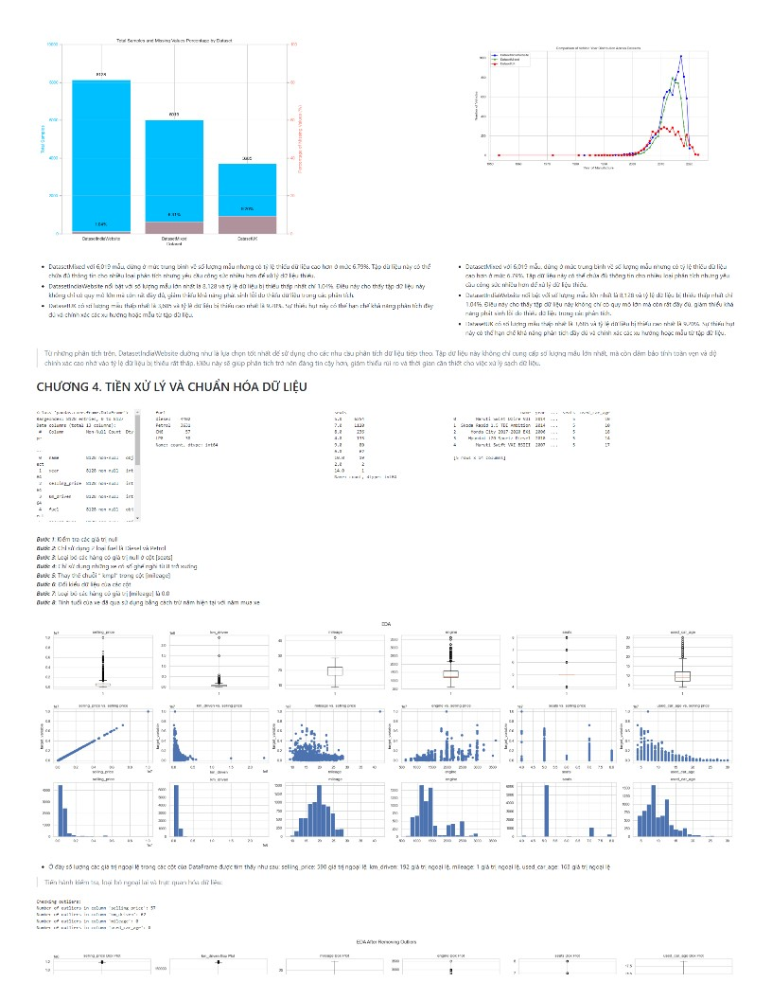 Total Samples and Missing Values Percentage by Dataset
10000
8128
6019
3605
1.04%
9.20%
Total Samples
Percentage of Missing Values (%)
DatasetIndiaWebsite
DatasetMixed
DatasetUK
Dataset
Comparison of Vehicle Year Distribution Across Datasets
DatasetIndiaWebsite
DatasetMixed
DatasetUK
Number of Vehicles
Year of Manufacture
• DatasetMixed với 6,019 mẫu, đứng ở mức trung bình về số lượng mẫu nhưng có tỷ lệ thiếu dữ liệu cao hơn ở mức 6.79%. Tập dữ liệu này có thể
chứa đủ thông tin cho nhiều loại phân tích nhưng yêu cầu công sức nhiều hơn để xử lý dữ liệu thiếu.
• DatasetIndiaWebsite nổi bật với số lượng mẫu lớn nhất là 8,128 và tỷ lệ dữ liệu bị thiếu thấp nhất chỉ 1.04%. Điều này cho thấy tập dữ liệu này
không chỉ có quy mô lớn mà còn rất đầy đủ, giảm thiểu khả năng phát sinh lỗi do thiếu dữ liệu trong các phân tích.
• DatasetUK có số lượng mẫu thấp nhất là 3,605 và tỷ lệ dữ liệu bị thiếu cao nhất là 9.20%. Sự thiếu hụt này có thể hạn chế khả năng phân tích đầy
đủ và chính xác các xu hướng hoặc mẫu từ tập dữ liệu.
• DatasetMixed với 6,019 mẫu, đứng ở mức trung bình về số lượng mẫu nhưng có tỷ lệ thiếu dữ liệu
cao hơn ở mức 6.79%. Tập dữ liệu này có thể chứa đủ thông tin cho nhiều loại phân tích nhưng yêu
cầu công sức nhiều hơn để xử lý dữ liệu thiếu.
• DatasetIndiaWebsite nổi bật với số lượng mẫu lớn nhất là 8,128 và tỷ lệ dữ liệu bị thiếu thấp nhất chỉ
1.04%. Điều này cho thấy tập dữ liệu này không chỉ có quy mô lớn mà còn rất đầy đủ, giảm thiểu khả
năng phát sinh lỗi do thiếu dữ liệu trong các phân tích.
• DatasetUK có số lượng mẫu thấp nhất là 3,605 và tỷ lệ dữ liệu bị thiếu cao nhất là 9.20%. Sự thiếu hụt
này có thể hạn chế khả năng phân tích đầy đủ và chính xác các xu hướng hoặc mẫu từ tập dữ liệu.
Từ những phân tích trên, DatasetIndiaWebsite dường như là lựa chọn tốt nhất để sử dụng cho các nhu cầu phân tích dữ liệu tiếp theo. Tập dữ liệu này không chỉ cung cấp số lượng mẫu lớn nhất, mà còn đảm bảo tính toàn vẹn và độ
chính xác cao nhờ vào tỷ lệ dữ liệu bị thiếu rất thấp. Điều này sẽ giúp phân tích trở nên đáng tin cậy hơn, giảm thiểu rủi ro và thời gian cần thiết cho việc xử lý và làm sạch dữ liệu.
CHƯƠNG 4. TIỀN XỬ LÝ VÀ CHUẨN HÓA DỮ LIỆU
<class 'pandas.core.frame.DataFrame'>
RangeIndex: 8128 entries, 0 to 8127
Data columns (total 13 columns):
# Column Non-Null Count Dty
pe
0 name 8128 non-null obj
ect
1 year 8128 non-null int
64
2 selling_price 8128 non-null int
64
3 km_driven 8128 non-null int
64
4 fuel 8128 non-null obj
ect
fuel
Diesel 4402
Petrol 3631
CNG 57
LPG 38
Name: count, dtype: int64
seats
5.0 6254
7.0 1120
8.0 235
4.0 133
9.0 80
6.0 62
10.0 19
2.0 2
14.0 1
Name: count, dtype: int64
name year ... seats used_car_age
0 Maruti Swift Dzire VDI 2014 ... 5 10
1 Skoda Rapid 1.5 TDI Ambition 2014 ... 5 10
2 Honda City 2017-2020 EXi 2006 ... 5 18
3 Hyundai i20 Sportz Diesel 2010 ... 5 14
4 Maruti Swift VXI BSIII 2007 ... 5 17
[5 rows x 14 columns]
Bước 1: Kiểm tra các giá trị null
Bước 2: Chỉ sử dụng 2 loại fuel là Diesel và Petrol
Bước 3: Loại bỏ các hàng có giá trị null ở cột [seats]
Bước 4: Chỉ sử dụng những xe có số ghế ngồi từ 8 trở xuống
Bước 5: Thay thế chuỗi " kmpl" trong cột [mileage]
Bước 6: Đổi kiểu dữ liệu của các cột
Bước 7: Loại bỏ các hàng có giá trị [mileage] là 0.0
Bước 8: Tính tuổi của xe đã qua sử dụng bằng cách trừ năm hiện tại với năm mua xe
EDA
selling_price
km_driven
mileage
engine
seats
used_car_age
selling_price vs. selling price
km_driven vs. selling price
mileage vs. selling price
engine vs. selling price
seats vs. selling price
used_car_age vs. selling price
• Ở đây số lượng các giá trị ngoại lệ trong các cột của DataFrame được tìm thấy như sau: selling_price: 590 giá trị ngoại lệ, km_driven: 192 giá trị ngoại lệ, mileage: 1 giá trị ngoại lệ, used_car_age: 163 giá trị ngoại lệ
Tiến hành kiểm tra, loại bỏ ngoại lai và trực quan hóa dữ liệu:
Checking outliers:
Number of outliers in column 'selling_price': 57
Number of outliers in column 'km_driven': 62
Number of outliers in column 'mileage': 0
Number of outliers in column 'used_car_age': 0
EDA After Removing Outliers
selling_price Box Plot
km_driven Box Plot
mileage Box Plot
engine Box Plot
seats Box Plot
used_car_age Box Plot